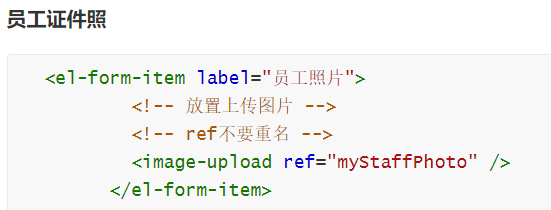 员工证件照
<el-form-item label="员工照片">
<!-- 放置上传图片 -->
<!-- ref不要重名 -->
<image-upload ref="myStaffPhoto" />
</el-form-item>